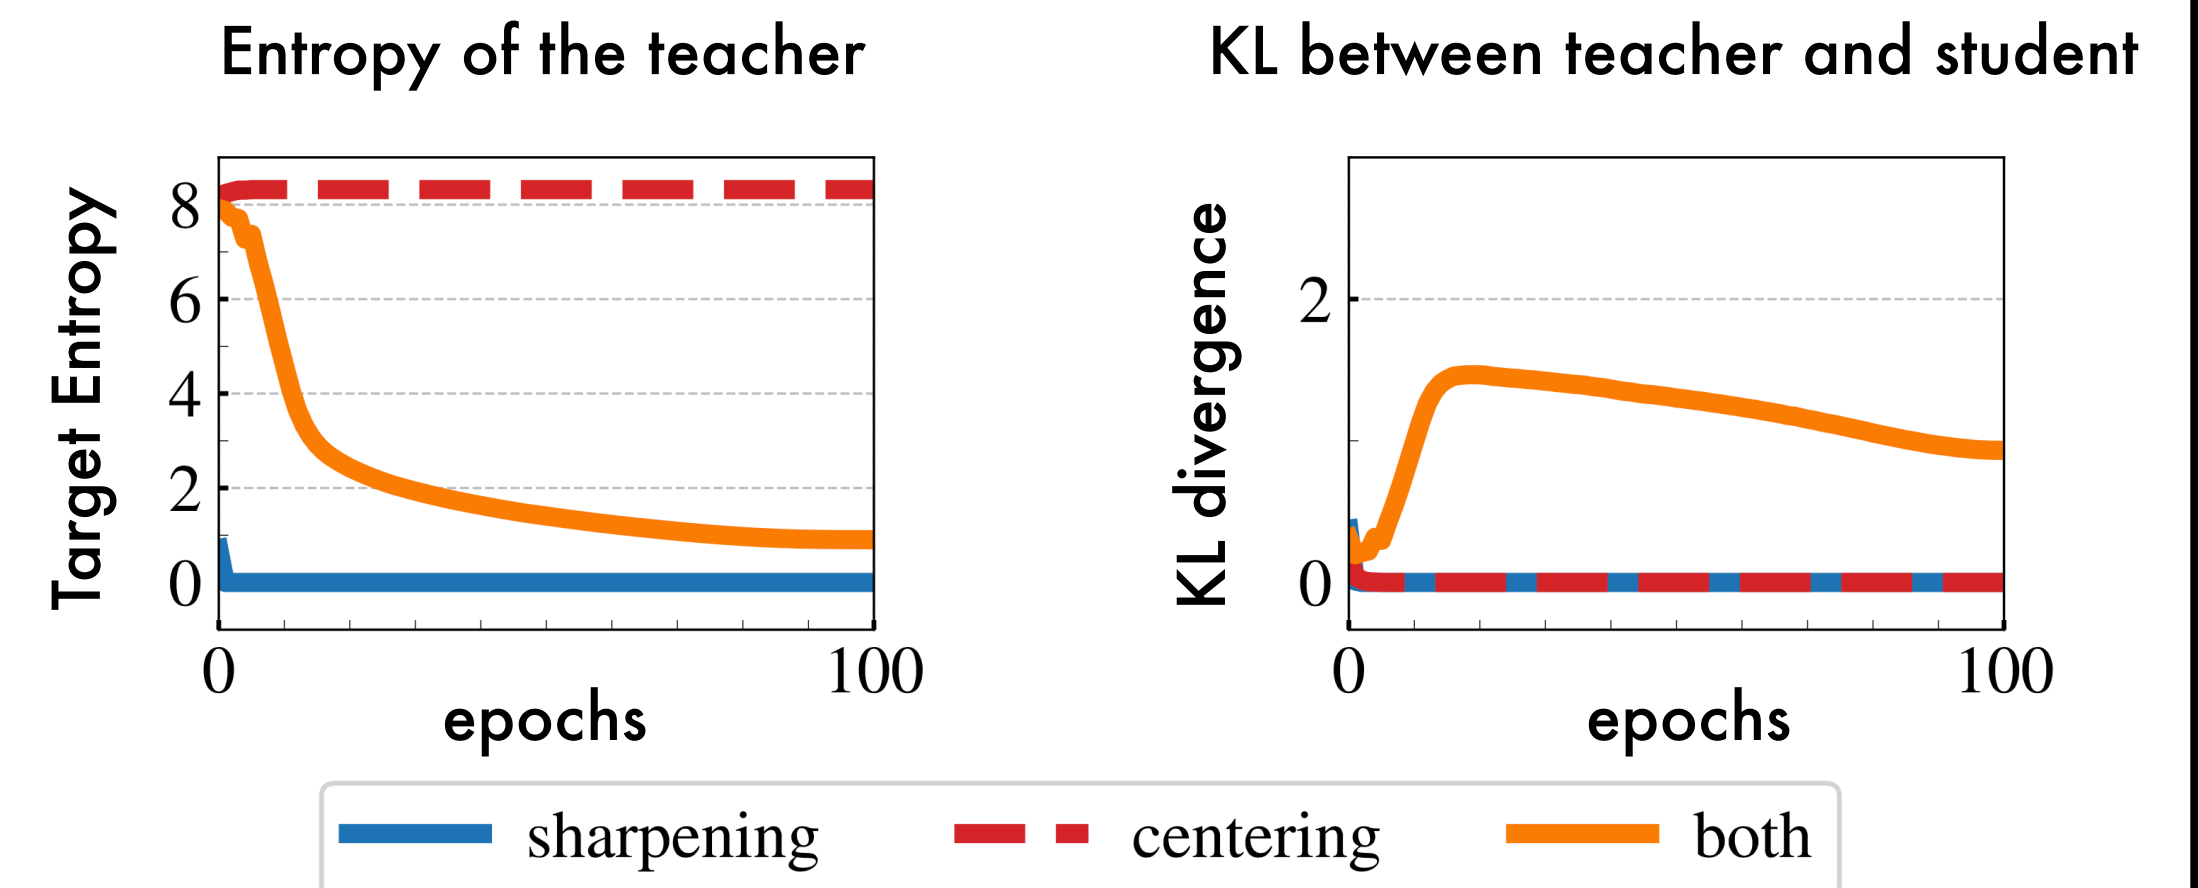 Entropy of the teacher
KL between teacher and student
Target Entropy
8
6
4
2
0
0
100
epochs
KL divergence
2
0
0
100
epochs
sharpening
centering
both